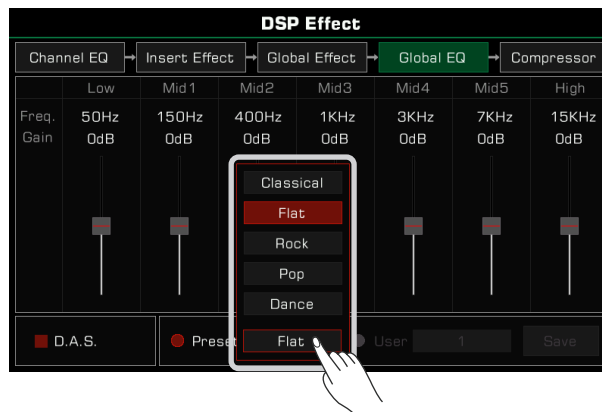 DSP Effect
Channel EQ Insert Effect Global Effect Global EQ Compressor
Low Mid1 Mid2 Mid3 Mid4 Mid5 High
Freq. 50Hz 150Hz 400Hz 1KHz 3KHz 7KHz 15KHz
Gain 0dB 0dB 0dB 0dB 0dB 0dB 0dB
Classical
Flat
Rock
Pop
Dance
D.A.S. Preset Flat User 1 Save